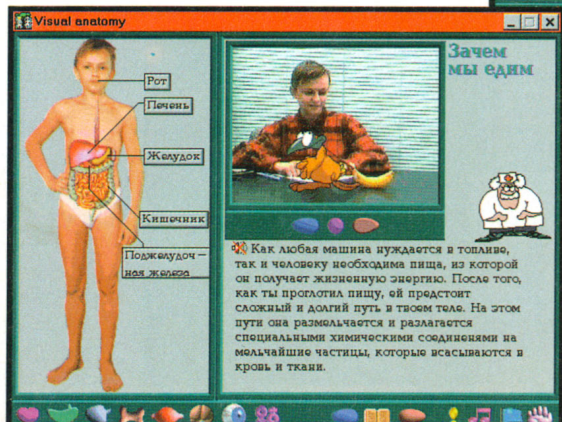 Visual anatomy
Рот
Печень
Желудок
Кишечник
Поджелудоч —
ная железа
Зачем
мы едим
Как любая машина нуждается в топливе,
так и человеку необходима пища, из которой
он получает жизненную энергию. После того,
как ты проглотил пищу, ей предстоит
сложный и долгий путь в твоем теле. На этом
пути она размельчается и разлагается
специальными химическими соединенями на
мельчайшие частицы, которые всасываются в
кровь и ткани.